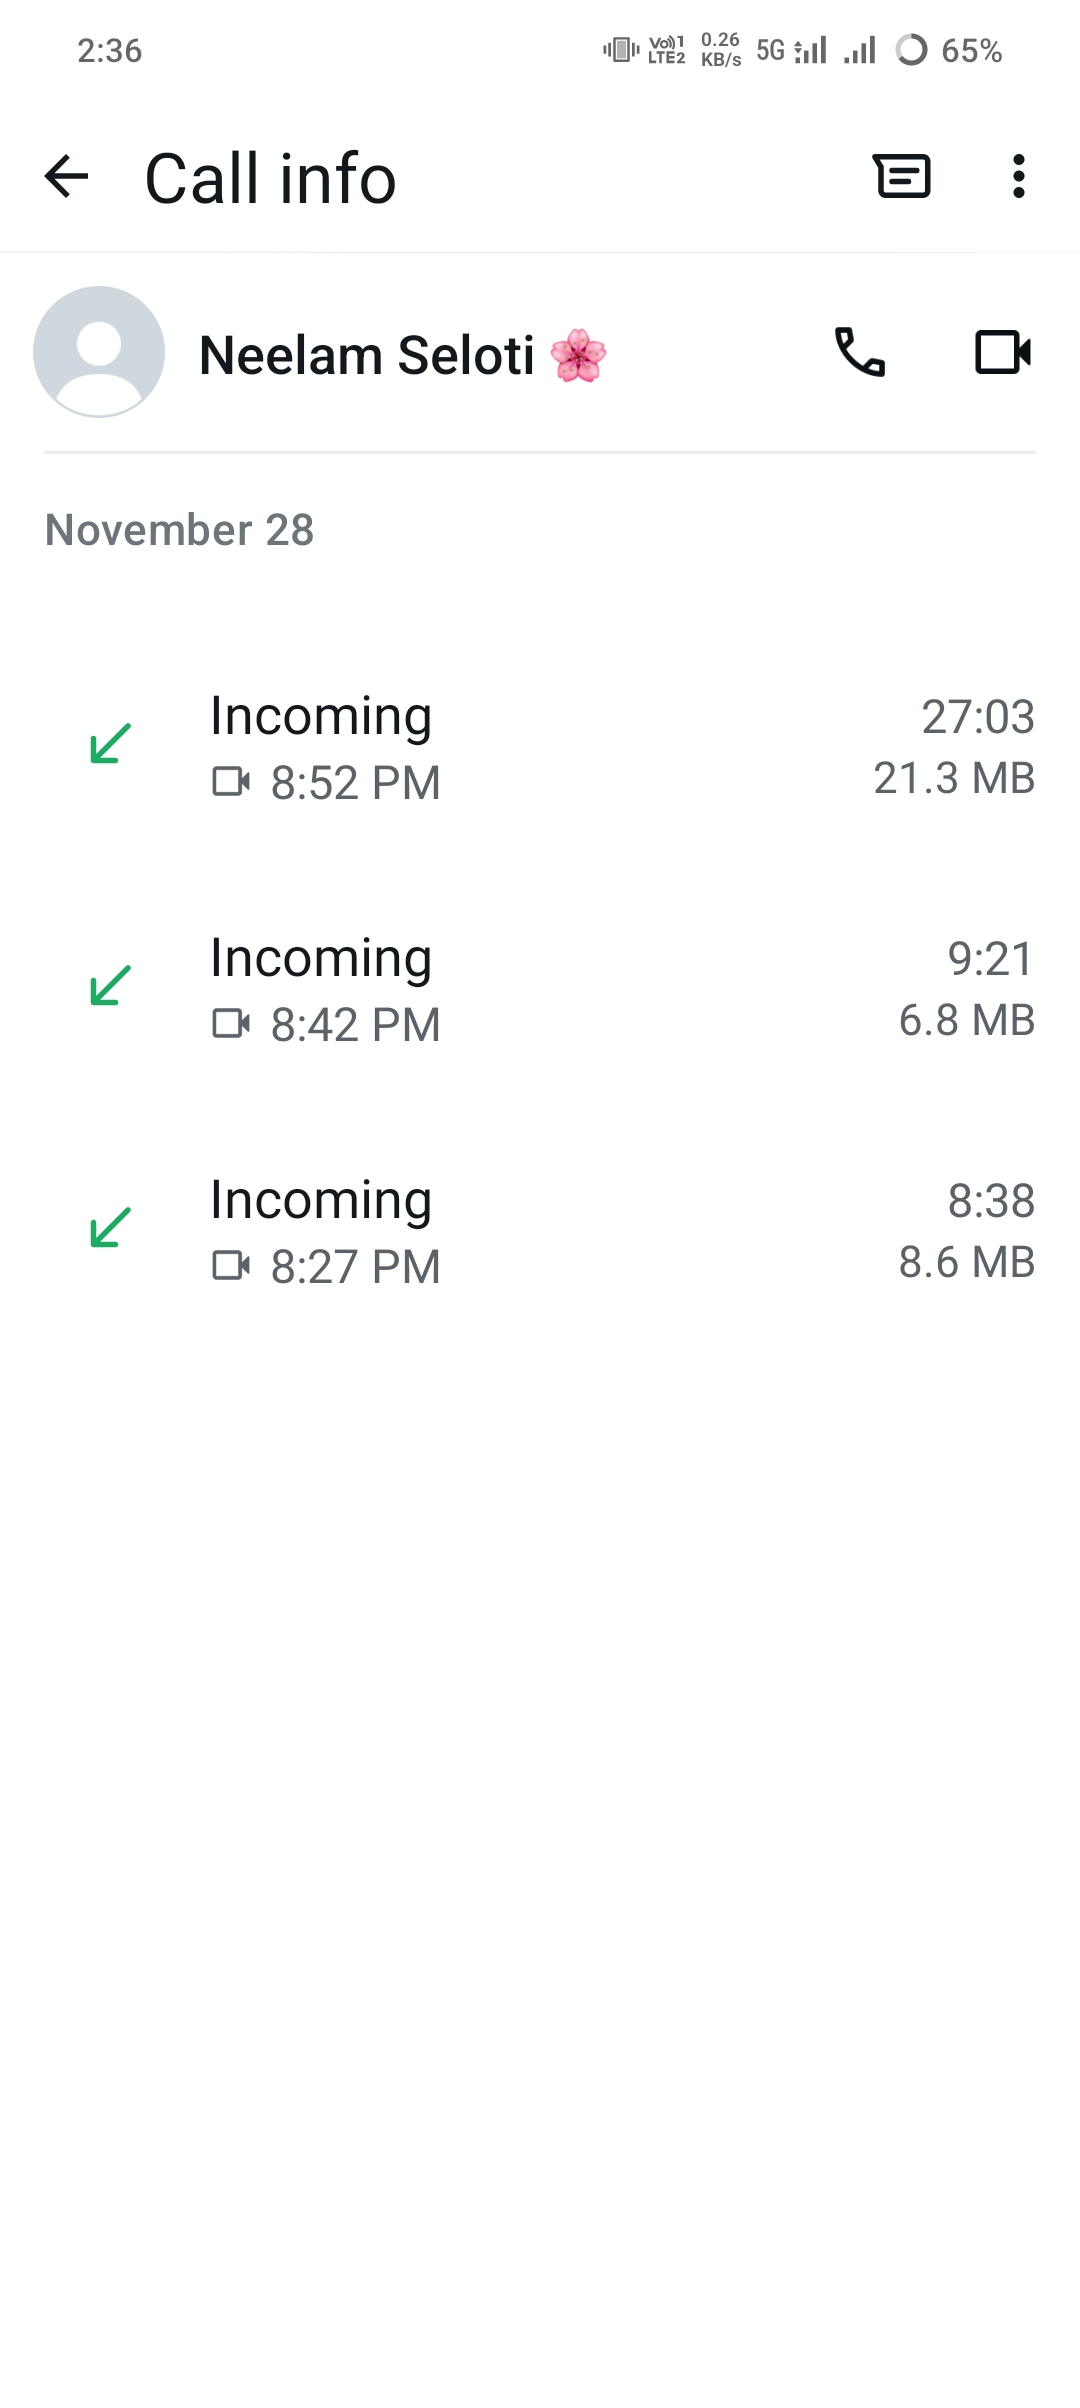 2:36 Vo)) 1 LTE2 0.26 KB/s 5G 65%
Call info
Neelam Seloti 🌸
November 28
Incoming 27:03
8:52 PM 21.3 MB
Incoming 9:21
8:42 PM 6.8 MB
Incoming 8:38
8:27 PM 8.6 MB